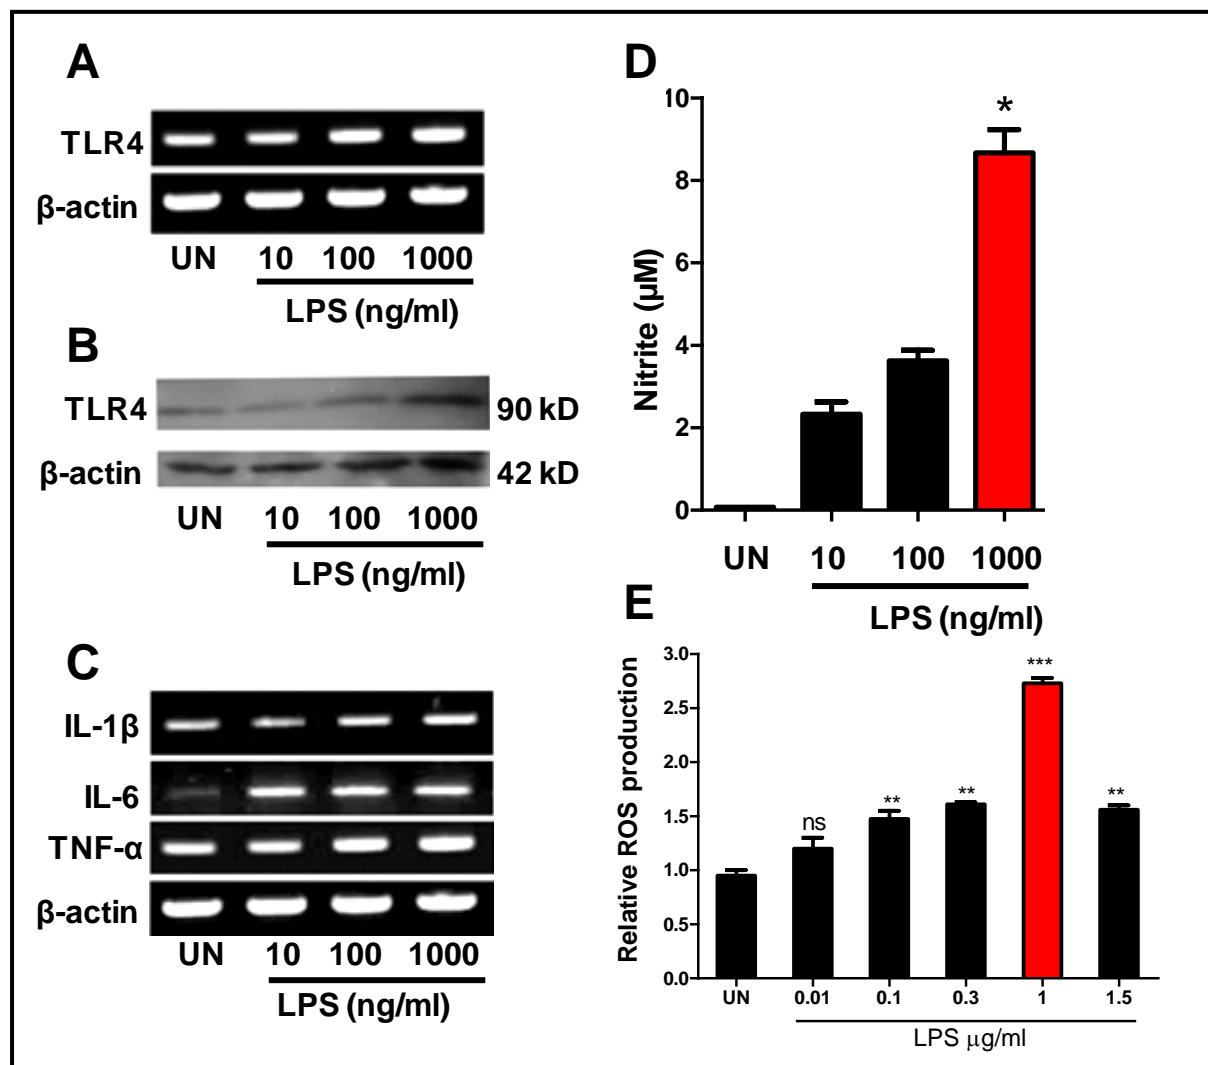 A
TLR4
β-actin
UN 10 100 1000
LPS (ng/ml)
B
TLR4 90 kD
β-actin 42 kD
UN 10 100 1000
LPS (ng/ml)
C
IL-1β
IL-6
TNF-α
β-actin
UN 10 100 1000
LPS (ng/ml)
D
Nitrite (μM)
10
8
6
4
2
0
*
UN 10 100 1000
LPS (ng/ml)
E
Relative ROS production
3.0
2.5
2.0
1.5
1.0
0.5
0.0
ns ** ** *** **
UN 0.01 0.1 0.3 1 1.5
LPS μg/ml